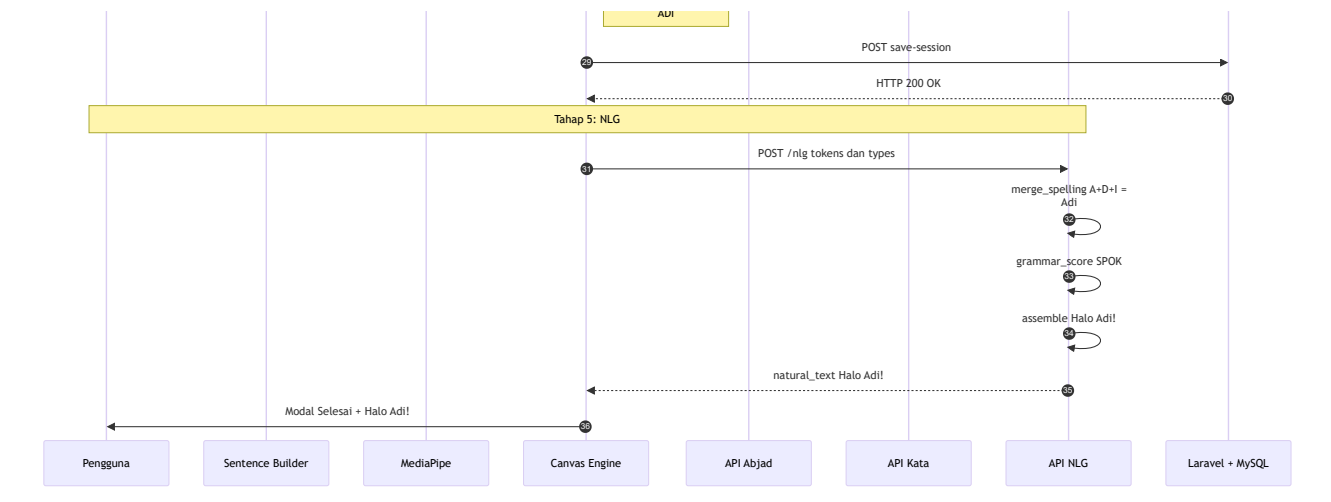 ADI
POST save-session
29
HTTP 200 OK
30
Tahap 5: NLG
POST /nlg tokens dan types
31
merge_spelling A+D+I =
Adi
32
grammar_score SPOK
33
assemble Halo Adi!
34
natural_text Halo Adi!
35
Modal Selesai + Halo Adi!
36
Pengguna
Sentence Builder
MediaPipe
Canvas Engine
API Abjad
API Kata
API NLG
Laravel + MySQL